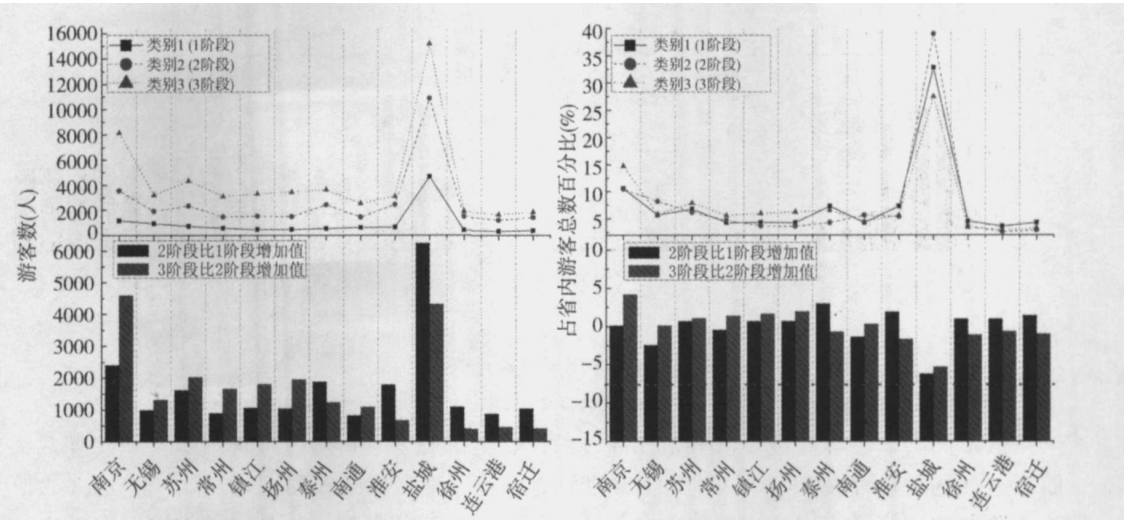 游客数(人)
16000
14000
12000
10000
8000
6000
4000
2000
0
类别1 (1阶段)
类别2 (2阶段)
类别3 (3阶段)
6000
5000
4000
3000
2000
1000
0
2阶段比1阶段增加值
3阶段比2阶段增加值
南京 无锡 苏州 常州 镇江 扬州 泰州 南通 淮安 盐城 徐州 连云港 宿迁
占省内游客总数百分比(%)
40
35
30
25
20
15
10
5
类别1 (1阶段)
类别2 (2阶段)
类别3 (3阶段)
10
5
0
-5
-10
-15
2阶段比1阶段增加值
3阶段比2阶段增加值
南京 无锡 苏州 常州 镇江 扬州 泰州 南通 淮安 盐城 徐州 连云港 宿迁